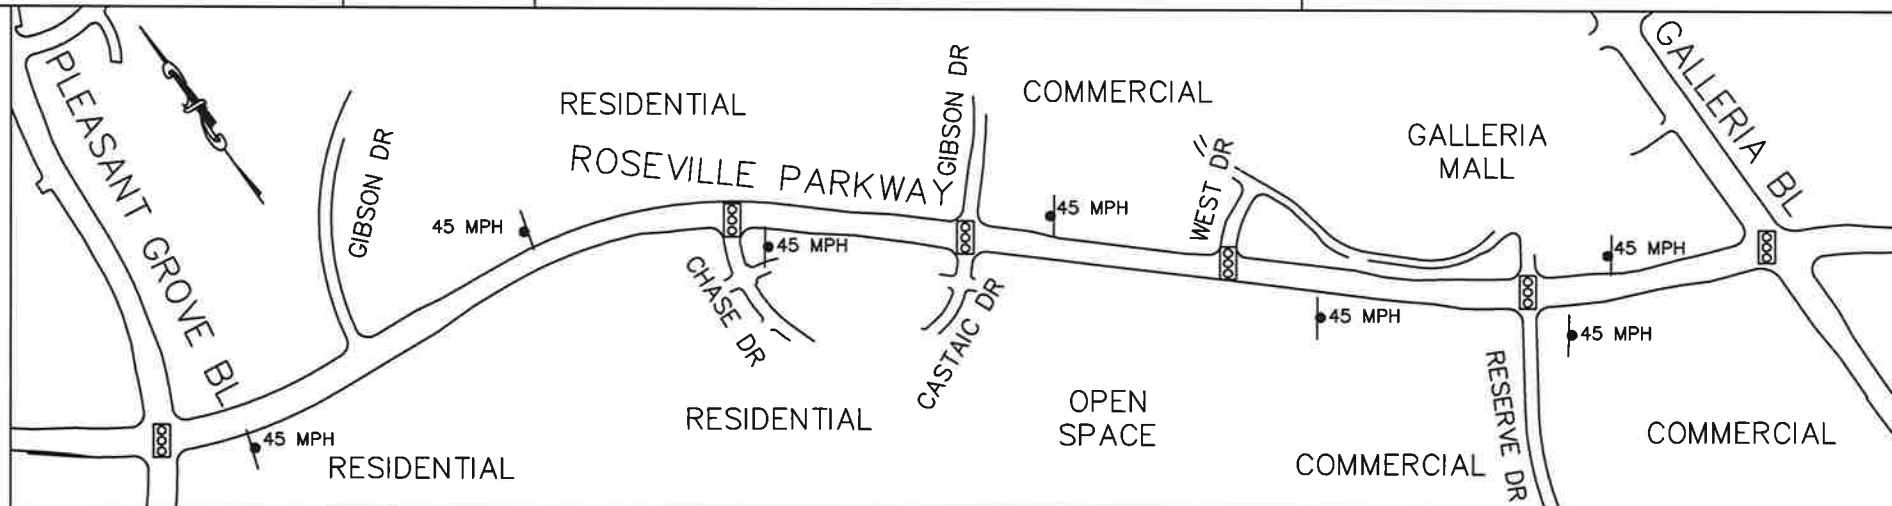 PLEASANT GROVE BL
GIBSON DR
RESIDENTIAL
ROSEVILLE PARKWAY
GIBSON DR
COMMERCIAL
WEST DR
GALLERIA
MALL
GALLERIA BL
45 MPH
45 MPH
45 MPH
45 MPH
45 MPH
45 MPH
45 MPH
45 MPH
CHASE DR
CASTAIC DR
RESIDENTIAL
RESIDENTIAL
OPEN
SPACE
COMMERCIAL
RESERVE DR
COMMERCIAL